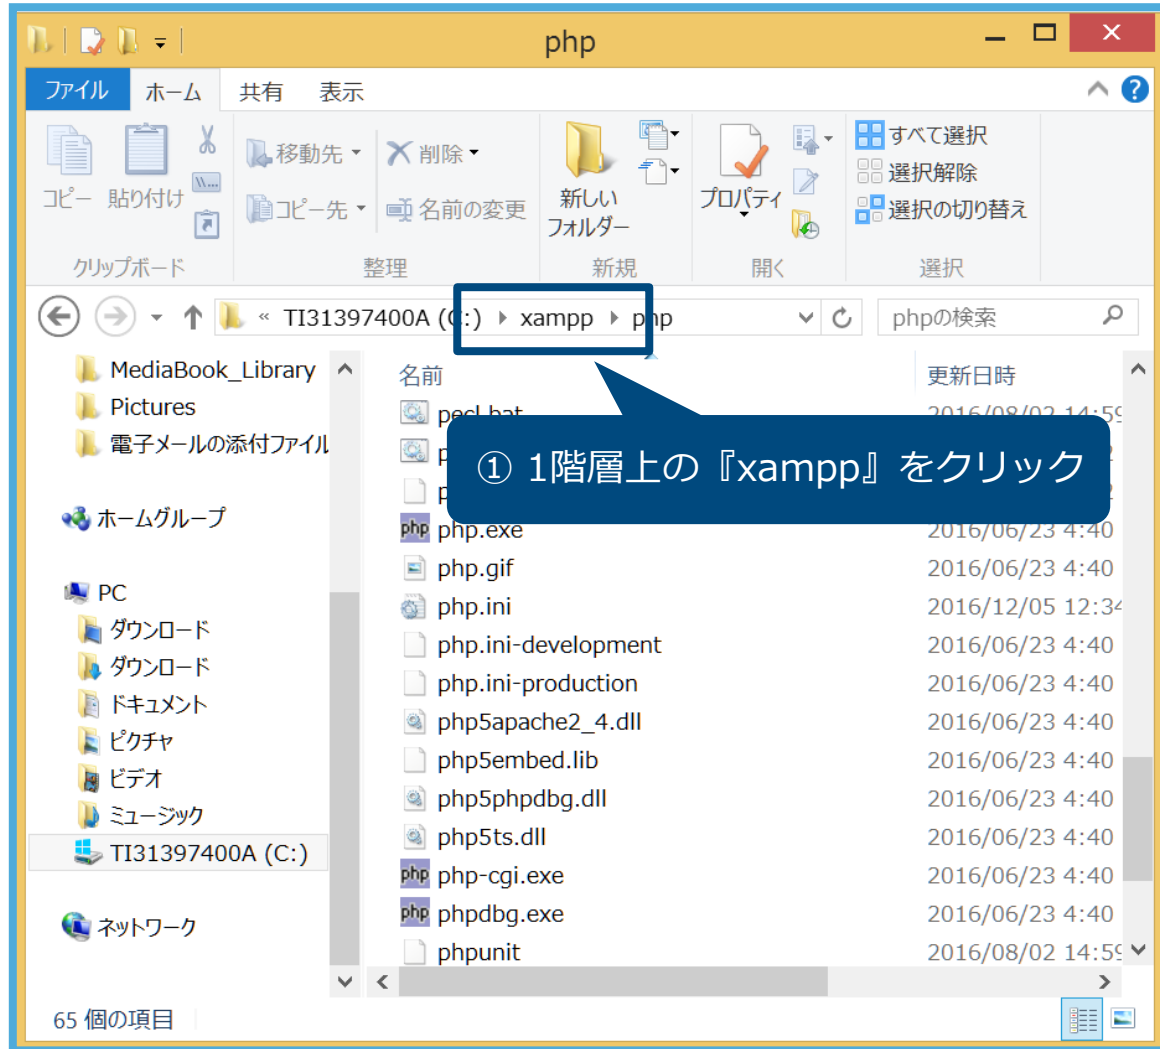 php
ファイル ホーム 共有 表示
コピー 貼り付け 移動先 コピー先 削除 名前の変更 新しい フォルダー プロパティ すべて選択 選択解除 選択の切り替え
クリップボード 整理 新規 開く 選択
« TI31397400A (C:) xampp php phpの検索
MediaBook_Library
Pictures
電子メールの添付ファイル
ホームグループ
PC
ダウンロード
ダウンロード
ドキュメント
ピクチャ
ビデオ
ミュージック
TI31397400A (C:)
ネットワーク
名前 更新日時
pecl.bat 2016/08/02 14:59
① 1階層上の『xampp』をクリック
php.exe 2016/06/23 4:40
php.gif 2016/06/23 4:40
php.ini 2016/12/05 12:34
php.ini-development 2016/06/23 4:40
php.ini-production 2016/06/23 4:40
php5apache2_4.dll 2016/06/23 4:40
php5embed.lib 2016/06/23 4:40
php5phpdbg.dll 2016/06/23 4:40
php5ts.dll 2016/06/23 4:40
php-cgi.exe 2016/06/23 4:40
phpdbg.exe 2016/06/23 4:40
phpunit 2016/08/02 14:59
65 個の項目